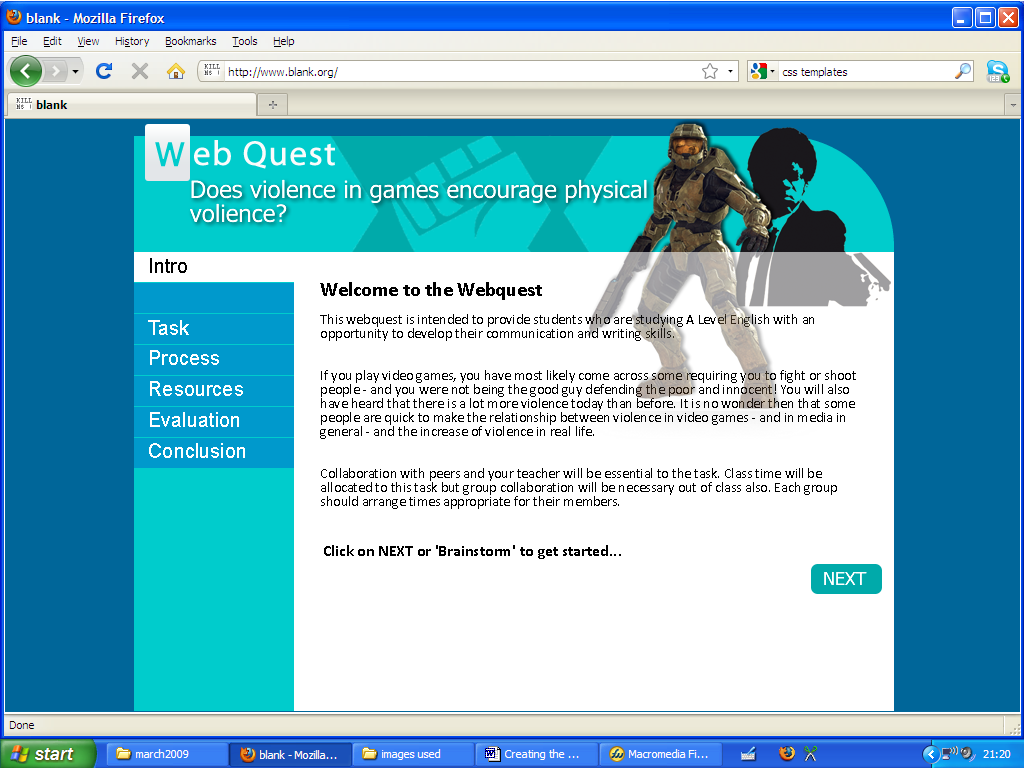 blank - Mozilla Firefox
File Edit View History Bookmarks Tools Help
http://www.blank.org/
css templates
blank
Web Quest
Does violence in games encourage physical
volience?
Intro
Welcome to the Webquest
This webquest is intended to provide students who are studying A Level English with an
opportunity to develop their communication and writing skills.
Task
Process
Resources
Evaluation
Conclusion
If you play video games, you have most likely come across some requiring you to fight or shoot
people - and you were not being the good guy defending the poor and innocent! You will also
have heard that there is a lot more violence today than before. It is no wonder then that some
people are quick to make the relationship between violence in video games - and in media in
general - and the increase of violence in real life.
Collaboration with peers and your teacher will be essential to the task. Class time will be
allocated to this task but group collaboration will be necessary out of class also. Each group
should arrange times appropriate for their members.
Click on NEXT or 'Brainstorm' to get started...
NEXT
Done
start march2009 blank - Mozilla... images used Creating the ... Macromedia Fi... 21:20